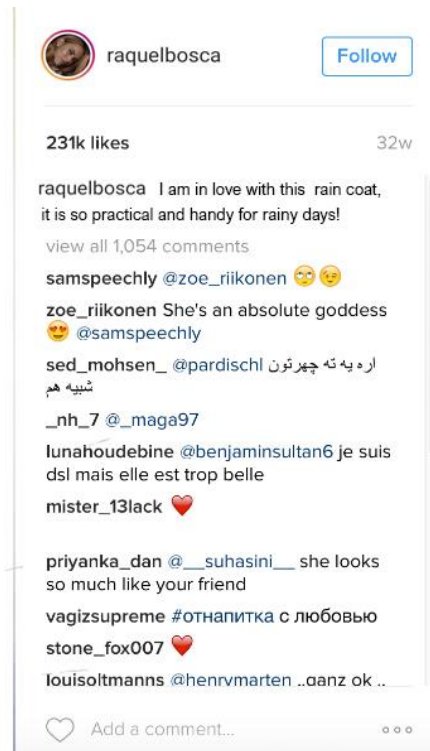 raquelbosca
Follow
231k likes
32w
raquelbosca I am in love with this rain coat,
it is so practical and handy for rainy days!
view all 1,054 comments
samspeechly @zoe_riikonen 🙄😉
zoe_riikonen She's an absolute goddess
😍 @samspeechly
sed_mohsen_ @pardischl اره يه ته چهرتون
شبیه هم
_nh_7 @_maga97
lunahoudebine @benjaminsultan6 je suis
dsl mais elle est trop belle
mister_13lack ❤️
priyanka_dan @__suhasini__ she looks
so much like your friend
vagizsupreme #отнапитка с любовью
stone_fox007 ❤️
louisoltmanns @henrymarten ..ganz ok ..
Add a comment...